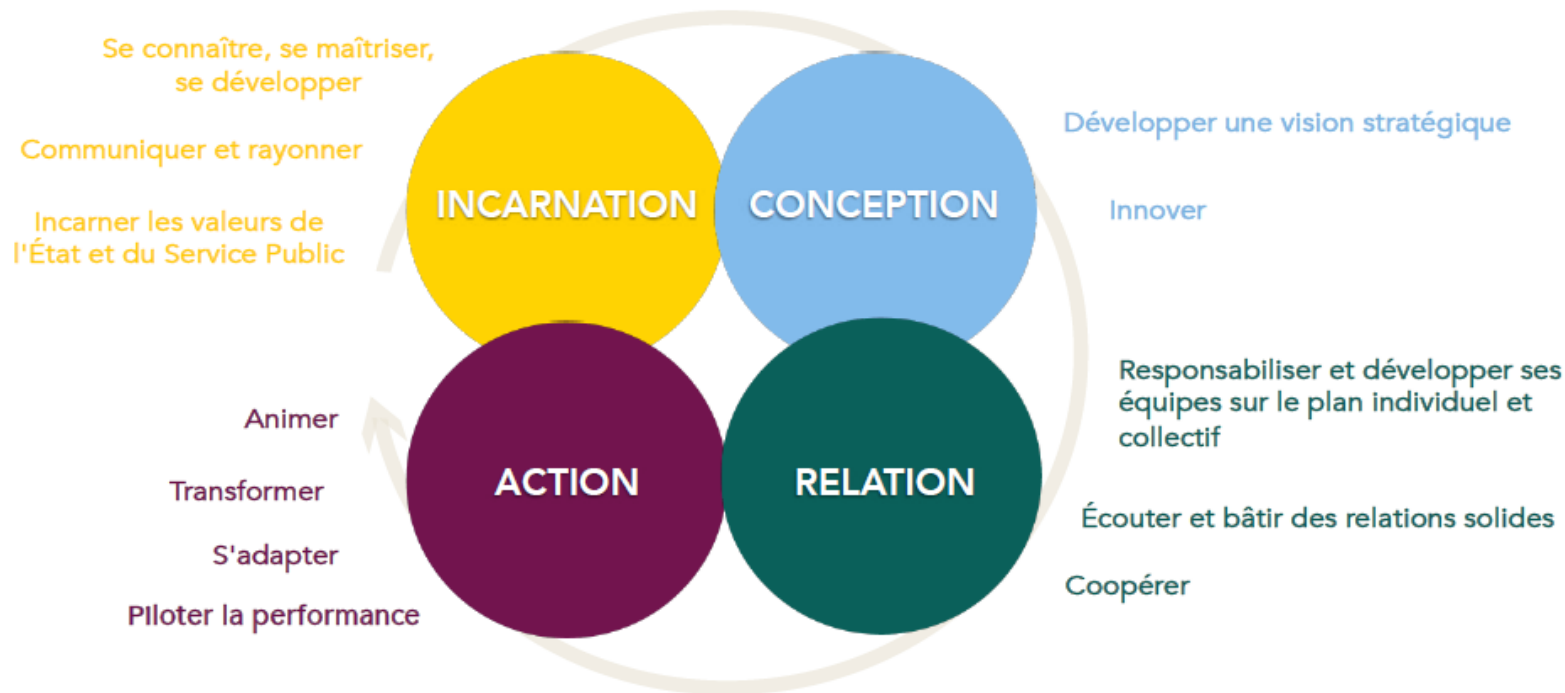 Se connaître, se maîtriser,
se développer
Communiquer et rayonner
Incarner les valeurs de
l'État et du Service Public
INCARNATION
CONCEPTION
Développer une vision stratégique
Innover
Animer
Transformer
S'adapter
PIloter la performance
ACTION
RELATION
Responsabiliser et développer ses
équipes sur le plan individuel et
collectif
Écouter et bâtir des relations solides
Coopérer